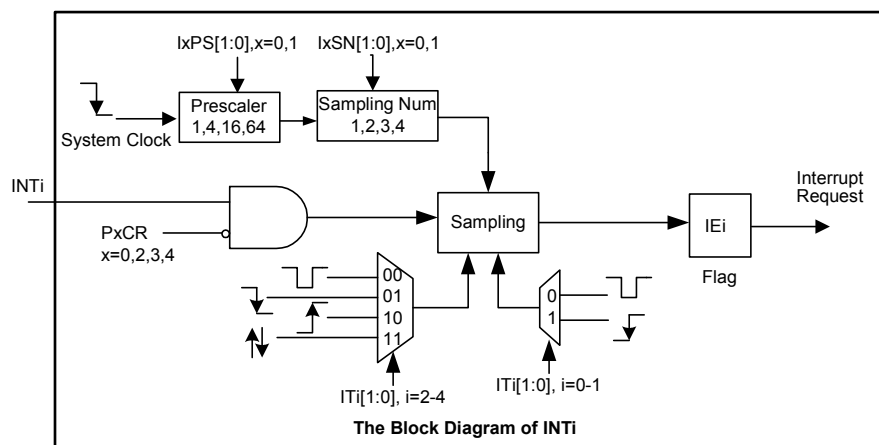 IxPS[1:0],x=0,1
IxSN[1:0],x=0,1
Prescaler
1,4,16,64
Sampling Num
1,2,3,4
System Clock
INTi
Interrupt
Request
PxCR
x=0,2,3,4
Sampling
IEi
Flag
00
01
10
11
0
1
ITi[1:0], i=2-4
ITi[1:0], i=0-1
The Block Diagram of INTi